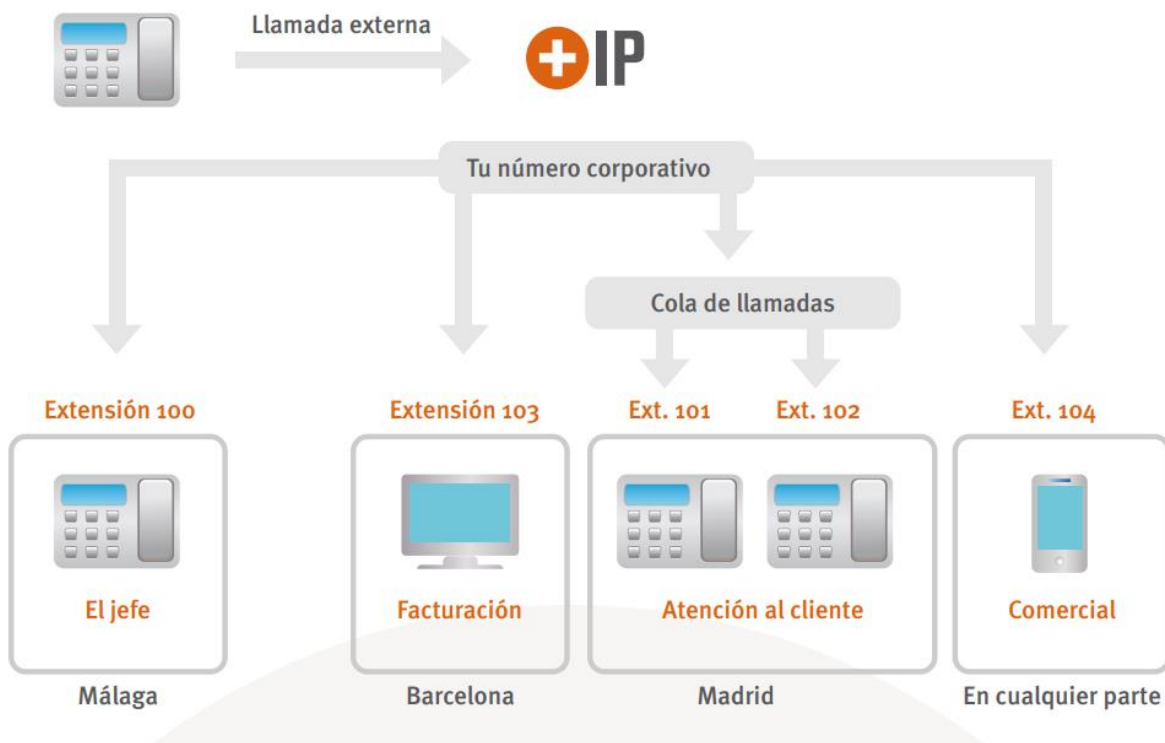 Llamada externa
IP
Tu número corporativo
Cola de llamadas
Extensión 100
Extensión 103
Ext. 101
Ext. 102
Ext. 104
El jefe
Facturación
Atención al cliente
Comercial
Málaga
Barcelona
Madrid
En cualquier parte